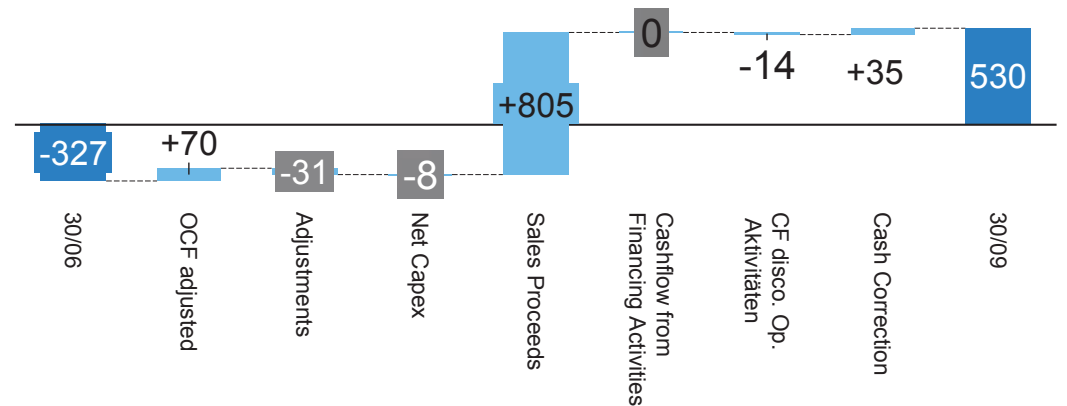 -327
+70
-31
-8
+805
0
-14
+35
530
30/06
OCF adjusted
Adjustments
Net Capex
Sales Proceeds
Cashflow from
Financing Activities
CF disco. Op.
Aktivitäten
Cash Correction
30/09